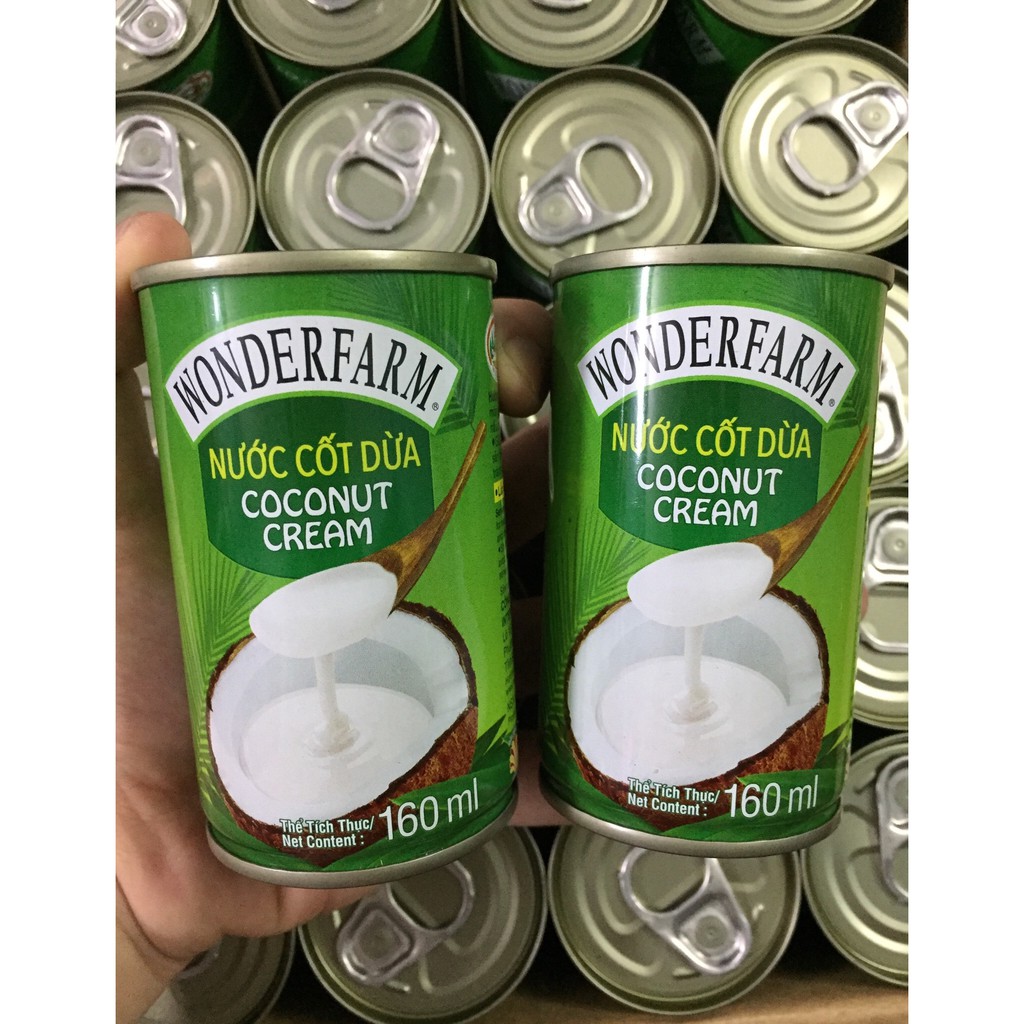 WONDERFARM®
NƯỚC CỐT DỪA
COCONUT
CREAM
Thể Tích Thực/
Net Content : 160 ml
WONDERFARM®
NƯỚC CỐT DỪA
COCONUT
CREAM
Thể Tích Thực/
Net Content : 160 ml